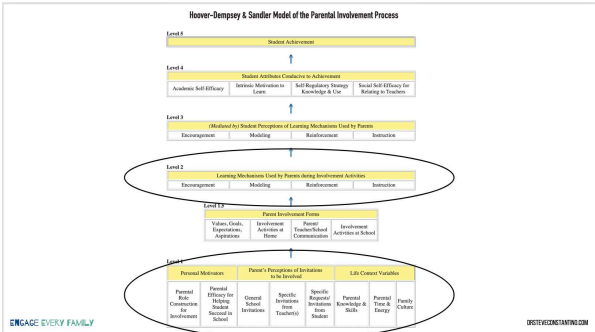 Hoover-Dempsey & Sandler Model of the Parental Involvement Process
Level 5
Student Achievement
Level 4
Student Attributes Conducive to Achievement
Academic Self-Efficacy
Intrinsic Motivation to
Learn
Self-Regulatory Strategy
Knowledge & Use
Social Self-Efficacy for
Relating to Teachers
Level 3
(Mediated by) Student Perceptions of Learning Mechanisms Used by Parents
Encouragement Modeling Reinforcement Instruction
Level 2
Learning Mechanisms Used by Parents during Involvement Activities
Encouragement Modeling Reinforcement Instruction
Level 1.5
Parent Involvement Forms
Values, Goals,
Expectations,
Aspirations
Involvement
Activities at
Home
Parent/
Teacher/School
Communication
Involvement
Activities at School
Level 1
Personal Motivators
Parent's Perceptions of Invitations
to be Involved
Life Context Variables
Parental
Role
Construction
for
Involvement
Parental
Efficacy for
Helping
Student
Succeed in
School
General
School
Invitations
Specific
Invitations
from
Teacher(s)
Specific
Requests/
Invitations
from
Student
Parental
Knowledge &
Skills
Parental
Time &
Energy
Family
Culture
ENGAGE EVERY FAMILY
DRSTEVECONSTANTINO.COM